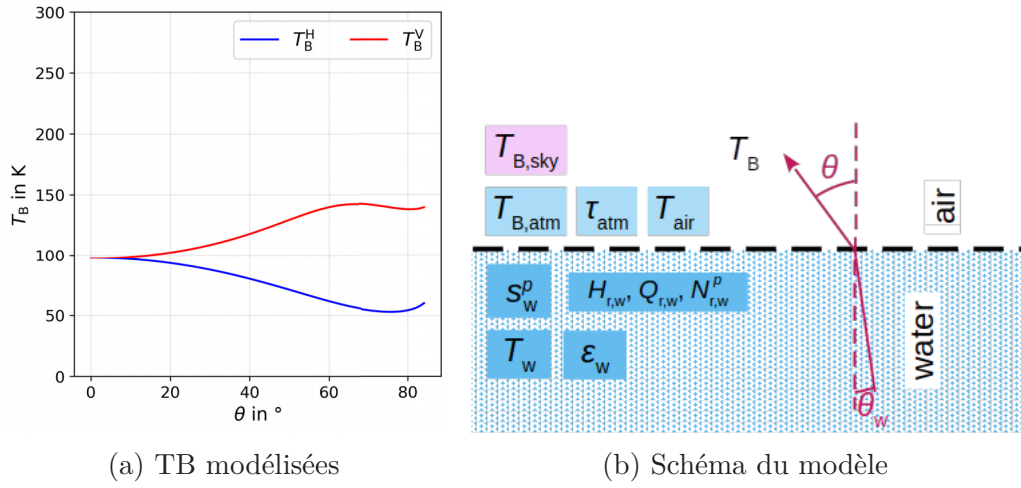 300
250
200
150
100
50
0
T_B in K
T_B^H T_B^V
0 20 40 60 80
θ in °
T_B,sky
T_B,atm τ_atm T_air
T_B θ
air
s_w^p H_r,w, Q_r,w, N_r,w^p
T_w ε_w
water
θ_w
(a) TB modélisées
(b) Schéma du modèle